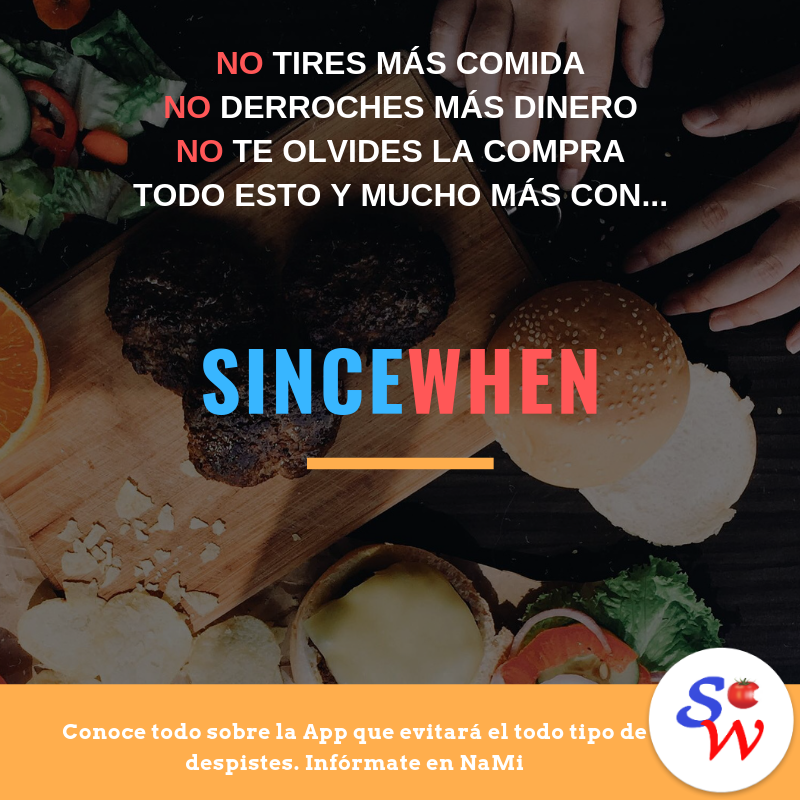 NO TIRES MÁS COMIDA
NO DERROCHES MÁS DINERO
NO TE OLVIDES LA COMPRA
TODO ESTO Y MUCHO MÁS CON...
SINCEWHEN
Conoce todo sobre la App que evitará el todo tipo de
despistes. Infórmate en NaMi
SW